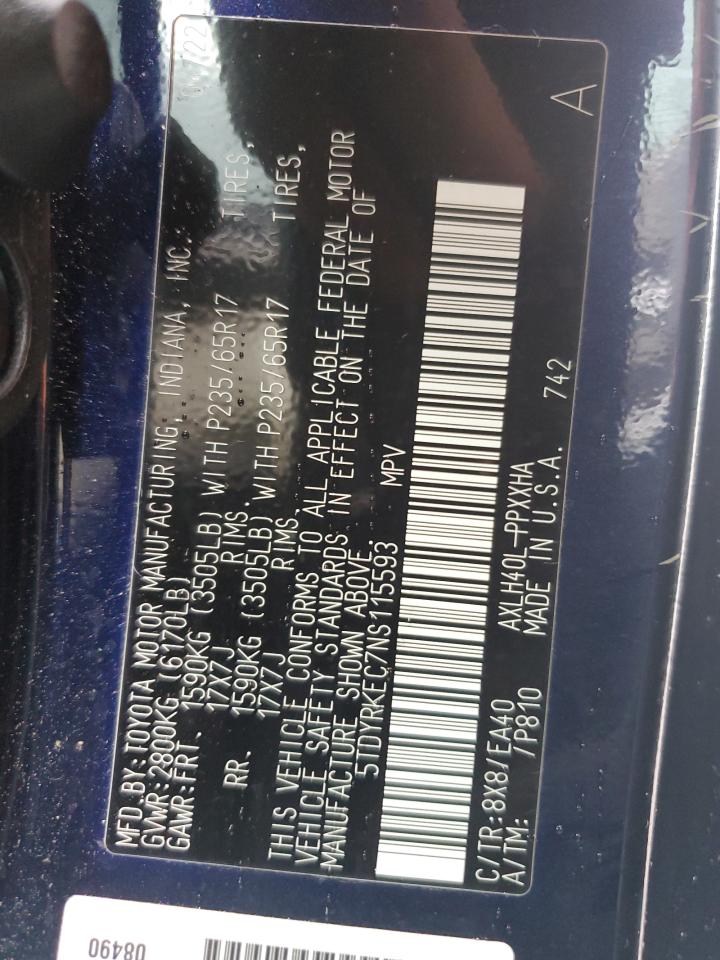 MFD.BY:TOYOTA MOTOR MANUFACTURING, INDIANA, INC. /22
GVWR:2800KG (6170LB)
GAWR:FRT. 1590KG (3505LB) WITH P235/65R17 TIRES,
17X7J RIMS.
RR. 1590KG (3505LB) WITH P235/65R17 TIRES,
17X7J RIMS
THIS VEHICLE CONFORMS TO ALL APPLICABLE FEDERAL MOTOR
VEHICLE SAFETY STANDARDS IN EFFECT ON THE DATE OF
MANUFACTURE SHOWN ABOVE.
5TDYRKEC7NS115593 MPV
C/TR:8X8/EA40 AXLH40L-PPXXHA
A/TM: /P810 MADE IN U.S.A. 742 A
08490